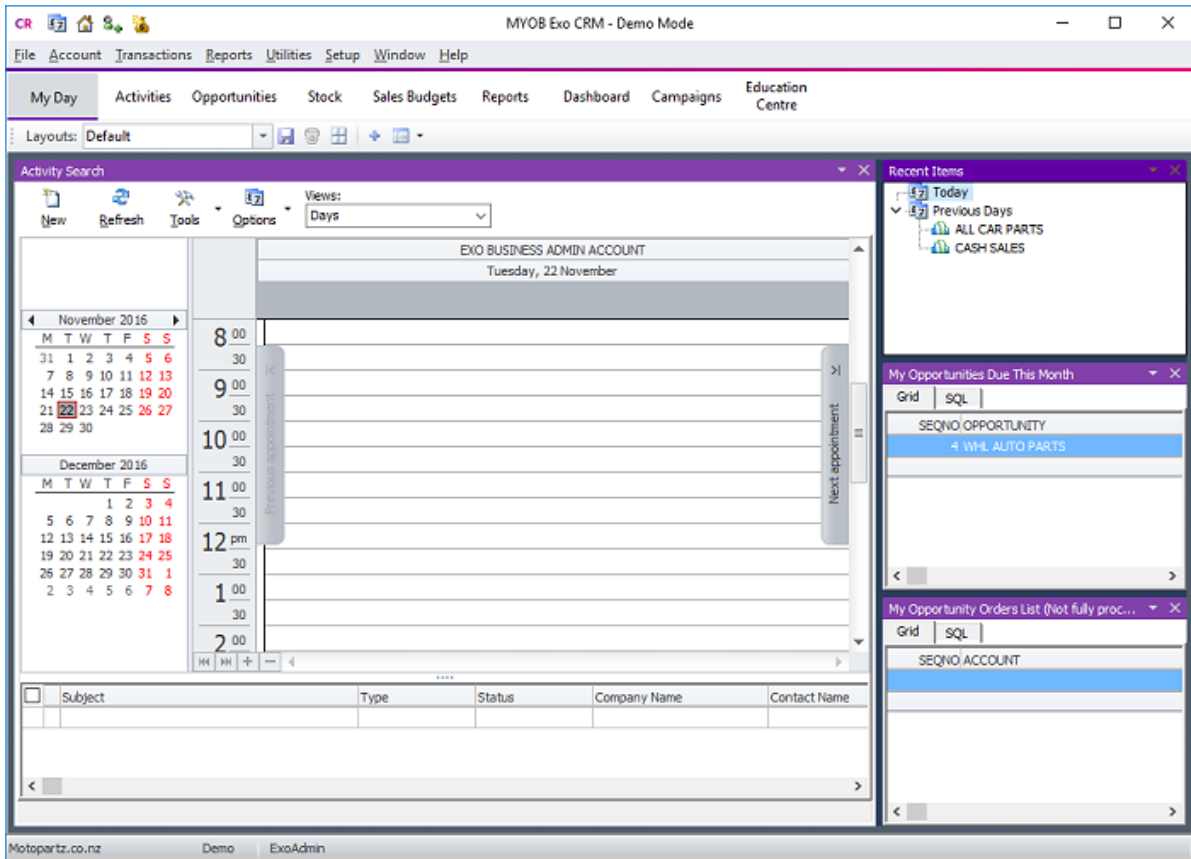 CR MYOB Exo CRM - Demo Mode
File Account Transactions Reports Utilities Setup Window Help
My Day Activities Opportunities Stock Sales Budgets Reports Dashboard Campaigns Education Centre
Layouts: Default
Activity Search
New Refresh Tools Options
Views:
Days
EXO BUSINESS ADMIN ACCOUNT
Tuesday, 22 November
November 2016
M T W T F S S
31 1 2 3 4 5 6
7 8 9 10 11 12 13
14 15 16 17 18 19 20
21 22 23 24 25 26 27
28 29 30
December 2016
M T W T F S S
1 2 3 4
5 6 7 8 9 10 11
12 13 14 15 16 17 18
19 20 21 22 23 24 25
26 27 28 29 30 31 1
2 3 4 5 6 7 8
8 00
30
9 00
30
10 00
30
11 00
30
12 pm
30
1 00
30
2 00
Previous appointment
Next appointment
Subject Type Status Company Name Contact Name
Recent Items
Today
Previous Days
ALL CAR PARTS
CASH SALES
My Opportunities Due This Month
Grid SQL
SEQNO OPPORTUNITY
4 WHL AUTO PARTS
My Opportunity Orders List (Not fully proc...
Grid SQL
SEQNO ACCOUNT
Motopartz.co.nz Demo ExoAdmin